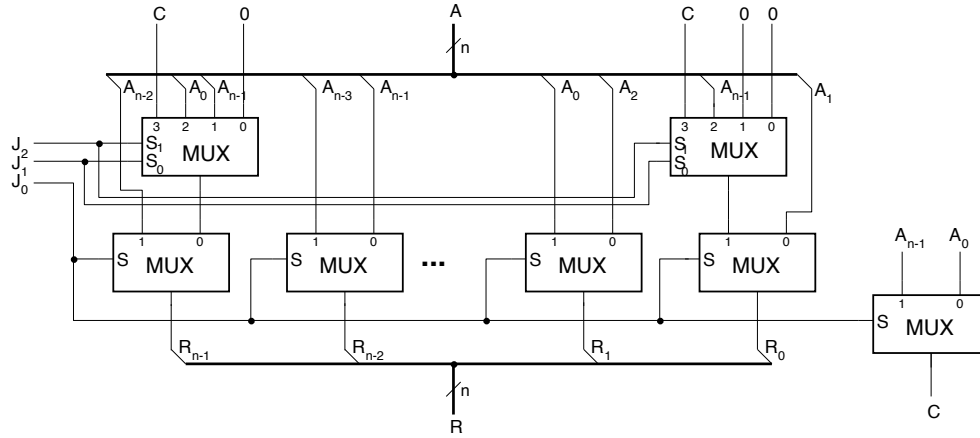 C 0 A C 0 0
n
A_{n-2} A_0 A_{n-1} A_{n-3} A_{n-1} A_0 A_2 A_{n-1} A_1
3 2 1 0 3 2 1 0
J_2 S_1 MUX S_1 MUX
J_1 S_0 S_0
J_0
1 0 1 0 1 0 1 0
A_{n-1} A_0
S MUX S MUX ... S MUX S MUX
1 0
S MUX
R_{n-1} R_{n-2} R_1 R_0
n
C
R